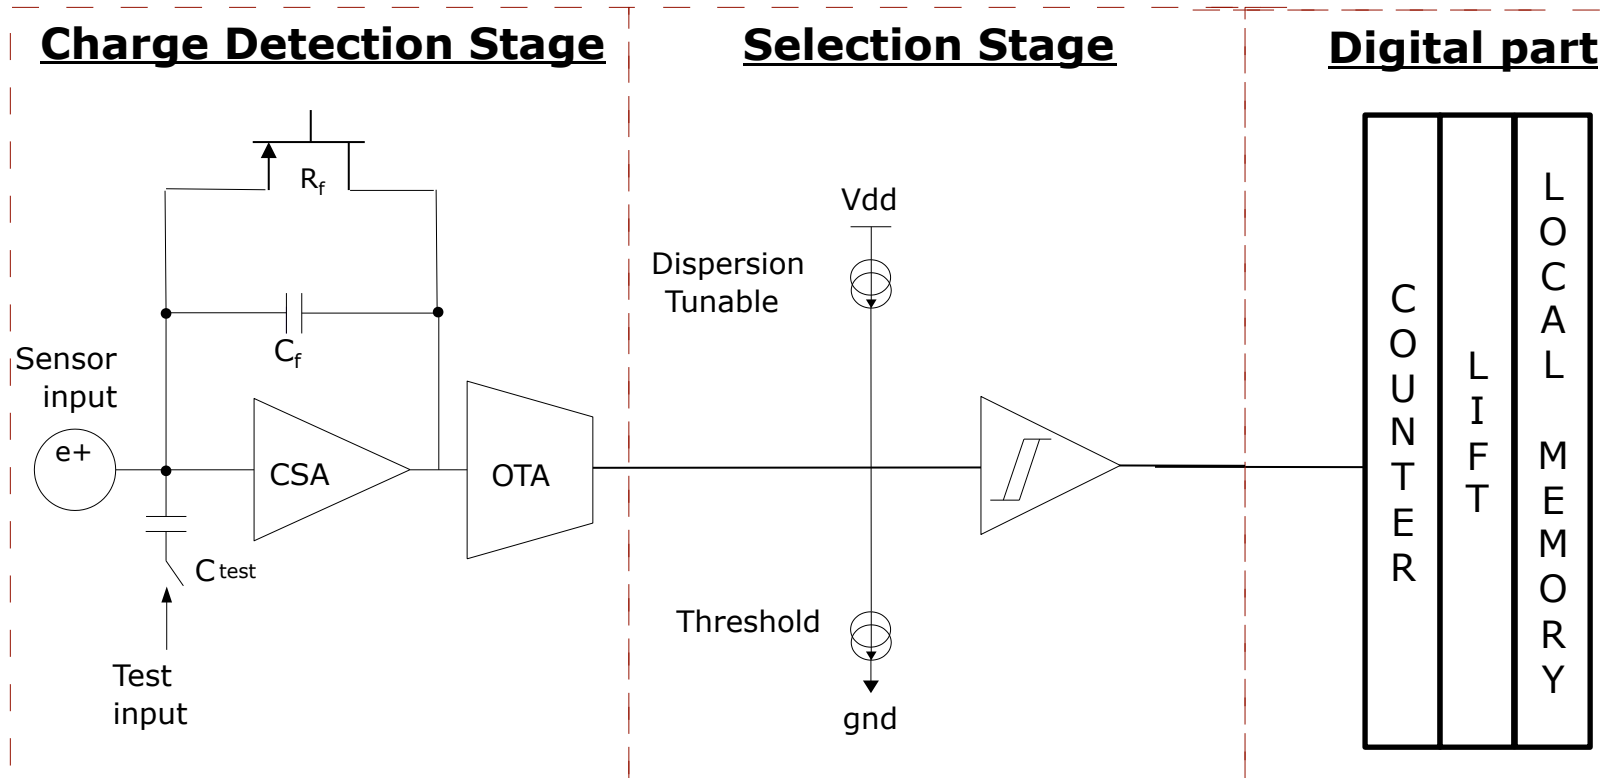 Charge Detection Stage
Selection Stage
Digital part
Rf
Cf
Sensor
input
e+
CSA
OTA
Ctest
Test
input
Vdd
Dispersion
Tunable
Threshold
gnd
COUNTER
LIFT
LOCAL MEMORY